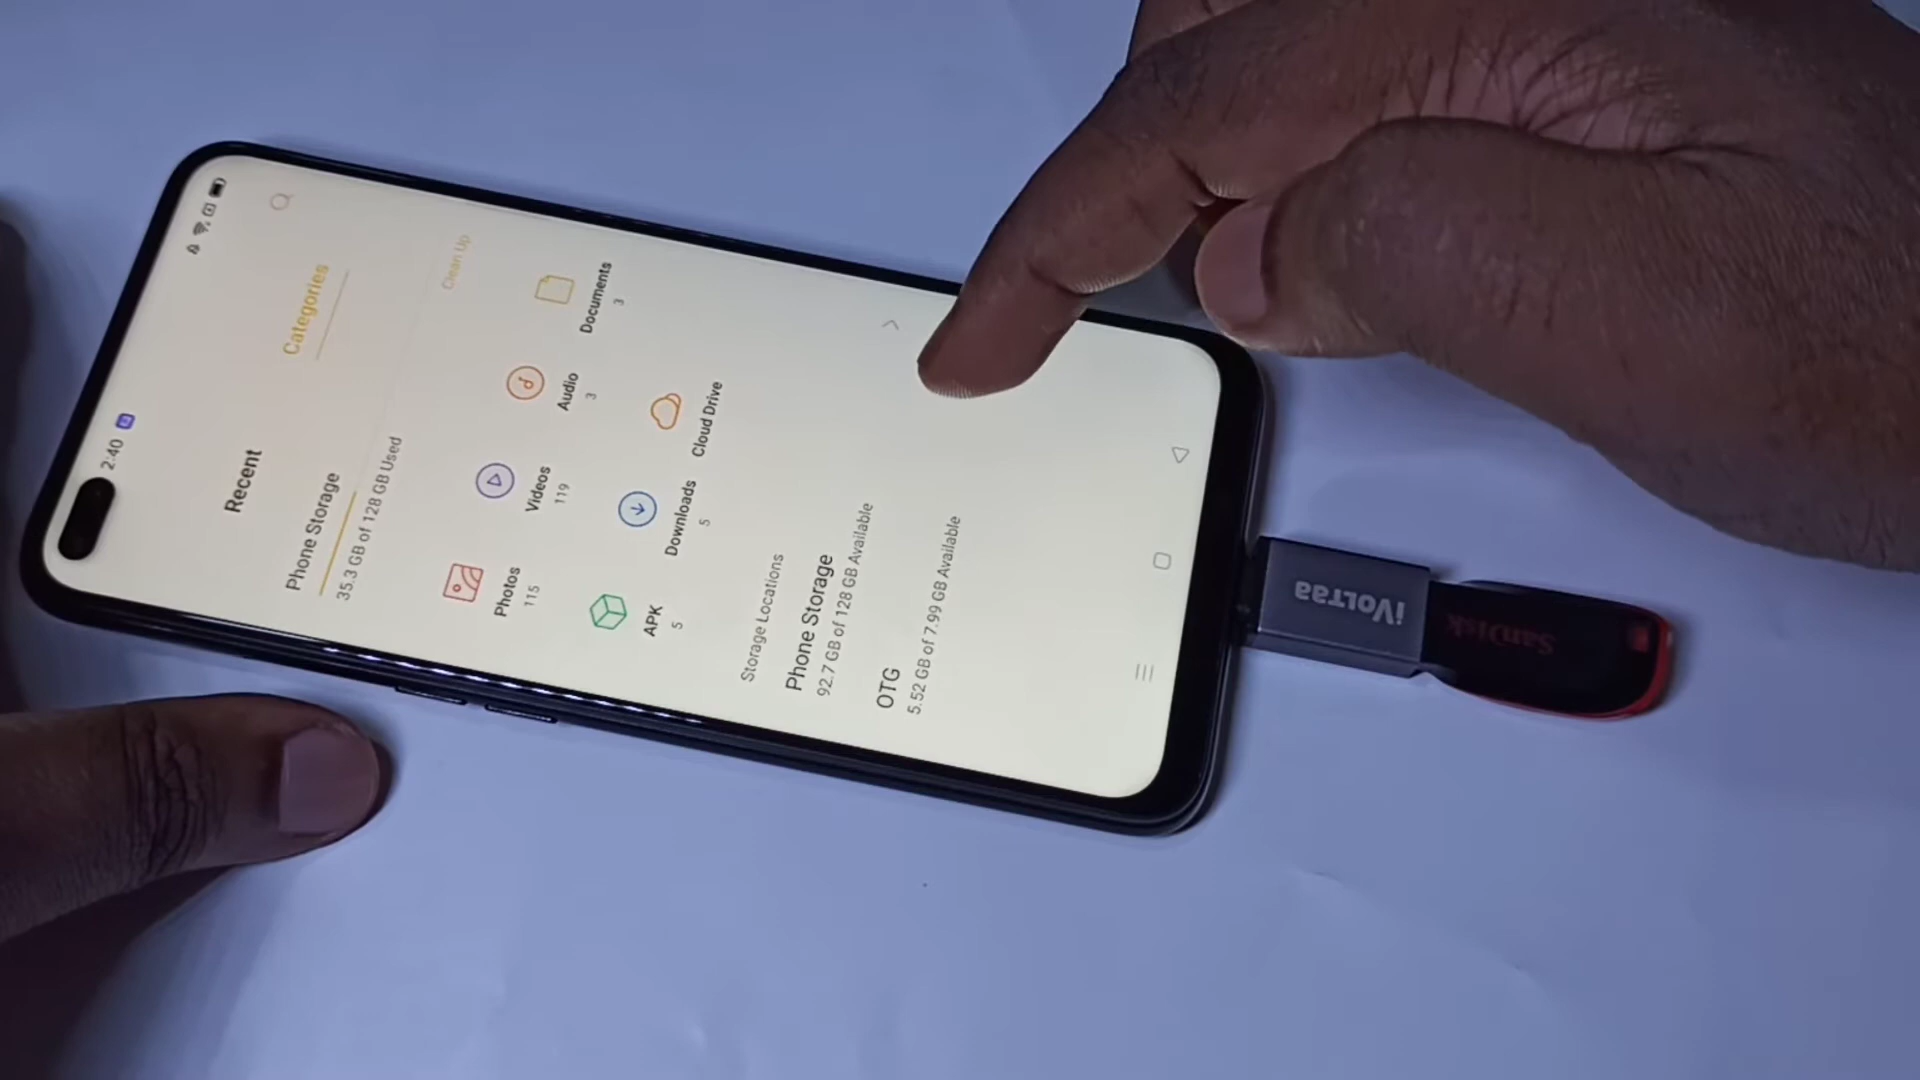 2:40
Recent
Categories
Phone Storage
Clean Up
35.3 GB of 128 GB Used
Photos
115
Videos
119
Audio
3
Documents
3
APK
5
Downloads
5
Cloud Drive
Storage Locations
Phone Storage
92.7 GB of 128 GB Available
OTG
5.52 GB of 7.99 GB Available
iVoltaa
SanDisk